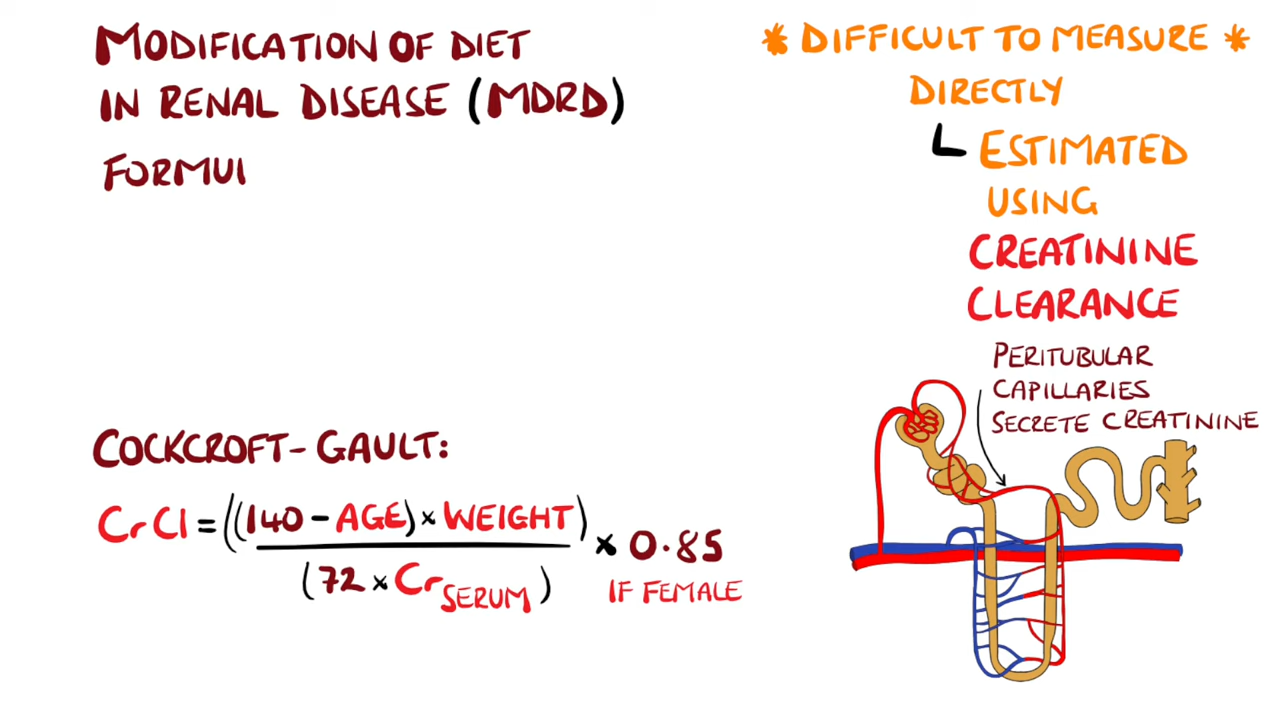 MODIFICATION OF DIET
IN RENAL DISEASE (MDRD)
FORMUI
* DIFFICULT TO MEASURE *
DIRECTLY
ESTIMATED
USING
CREATININE
CLEARANCE
PERITUBULAR
CAPILLARIES
SECRETE CREATININE
COCKCROFT-GAULT:
CrCl = ((140 - AGE) × WEIGHT) × 0.85
(72 × Cr SERUM)
IF FEMALE